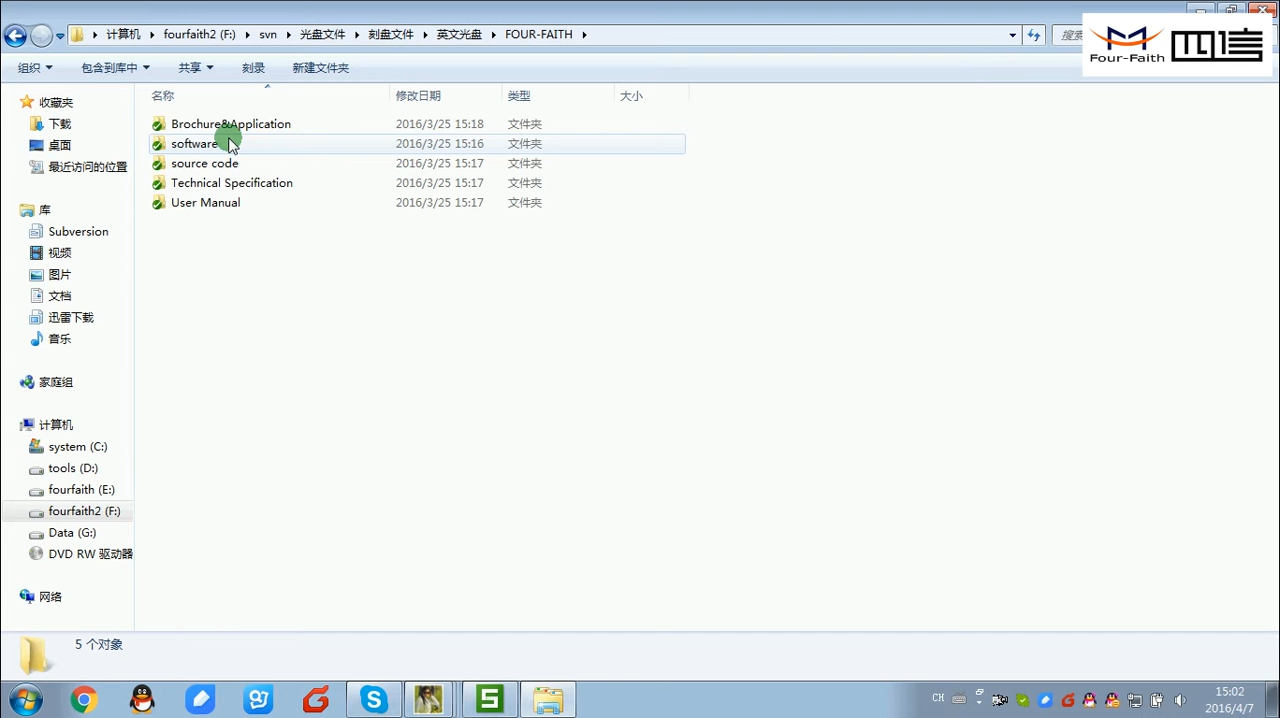 计算机 fourfaith2 (F:) svn 光盘文件 刻盘文件 英文光盘 FOUR-FAITH 搜索
Four-Faith 四信
组织 包含到库中 共享 刻录 新建文件夹
名称 修改日期 类型 大小
Brochure&Application 2016/3/25 15:18 文件夹
software 2016/3/25 15:16 文件夹
source code 2016/3/25 15:17 文件夹
Technical Specification 2016/3/25 15:17 文件夹
User Manual 2016/3/25 15:17 文件夹
收藏夹
下载
桌面
最近访问的位置
库
Subversion
视频
图片
文档
迅雷下载
音乐
家庭组
计算机
system (C:)
tools (D:)
fourfaith (E:)
fourfaith2 (F:)
Data (G:)
DVD RW 驱动器
网络
5 个对象
CH
15:02
2016/4/7